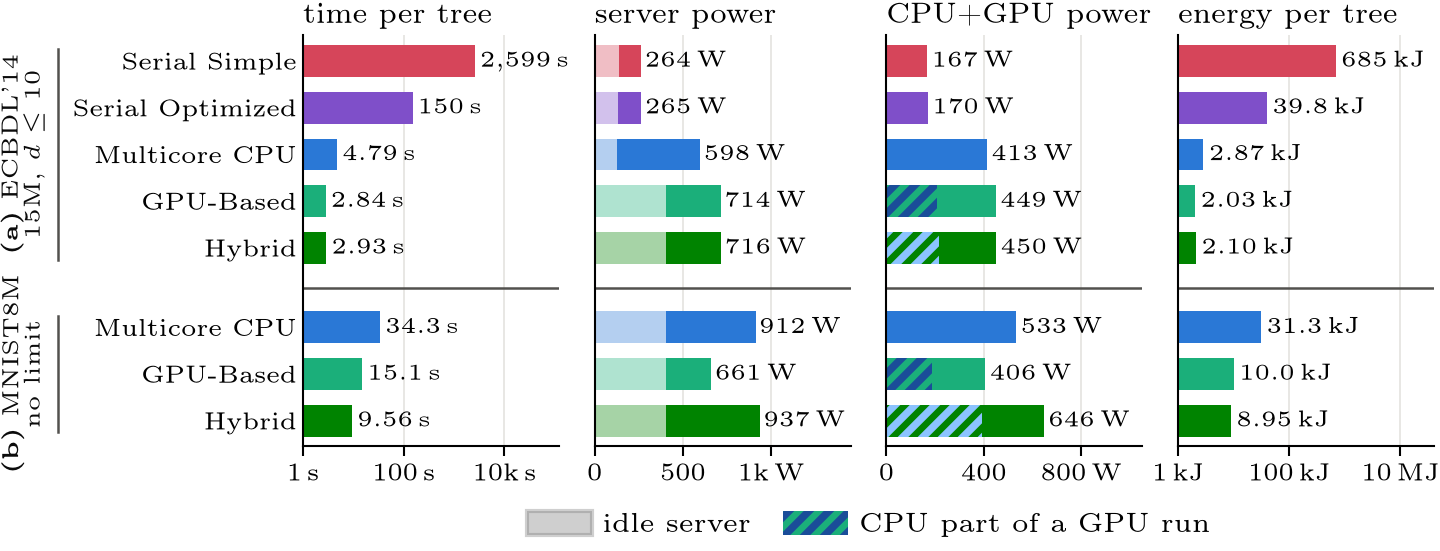 time per tree
server power
CPU+GPU power
energy per tree
(a) ECBDL'14
15M, d ≤ 10
Serial Simple
2,599 s
264 W
167 W
685 kJ
Serial Optimized
150 s
265 W
170 W
39.8 kJ
Multicore CPU
4.79 s
598 W
413 W
2.87 kJ
GPU-Based
2.84 s
714 W
449 W
2.03 kJ
Hybrid
2.93 s
716 W
450 W
2.10 kJ
(b) MNIST8M
no limit
Multicore CPU
34.3 s
912 W
533 W
31.3 kJ
GPU-Based
15.1 s
661 W
406 W
10.0 kJ
Hybrid
9.56 s
937 W
646 W
8.95 kJ
1 s
100 s
10k s
0
500
1k W
0
400
800 W
1 kJ
100 kJ
10 MJ
idle server
CPU part of a GPU run